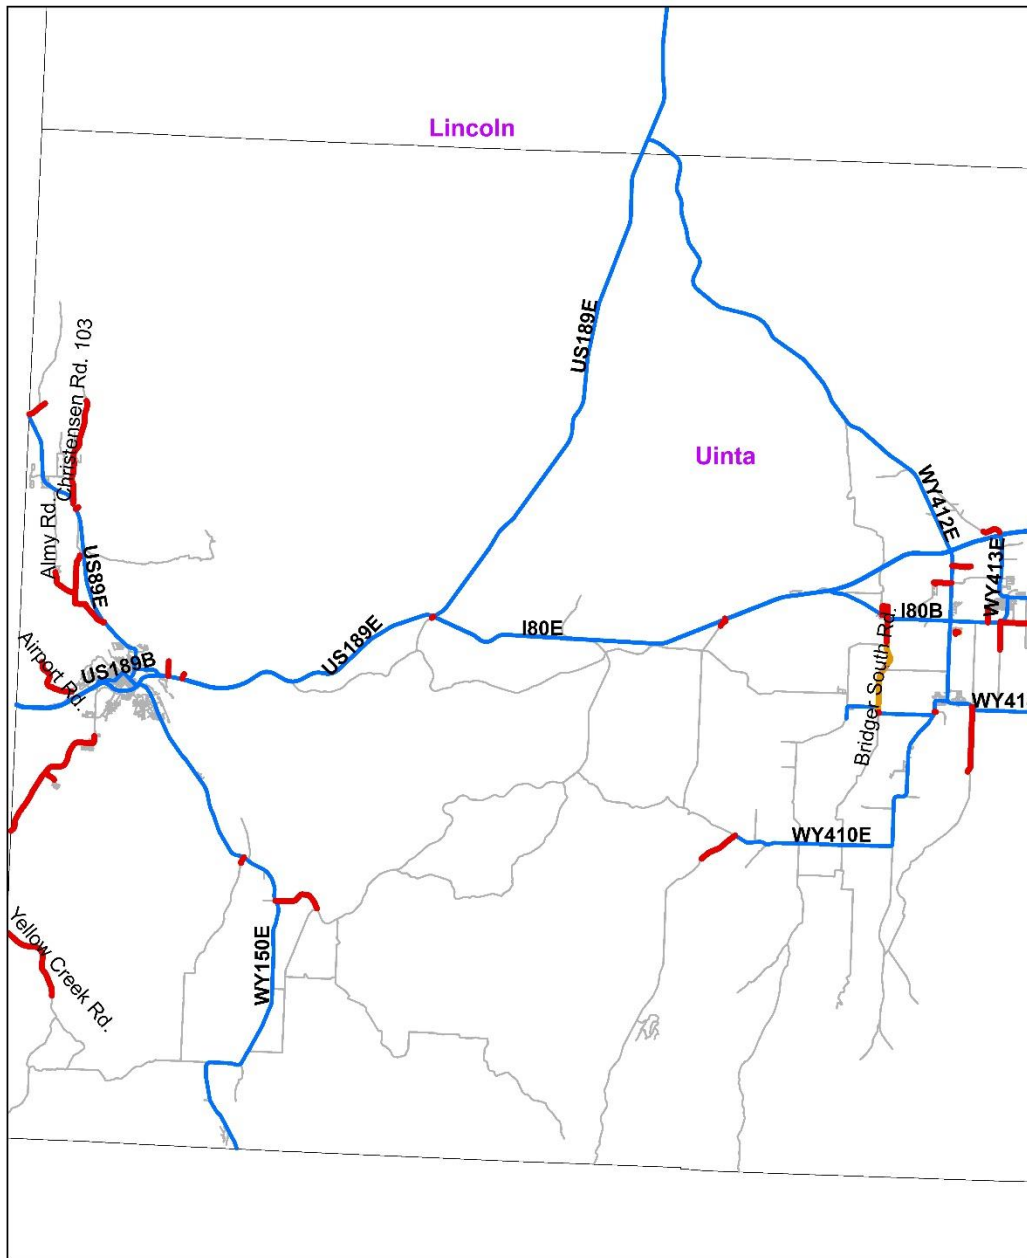 Lincoln
US189E
Christensen Rd. 103
Uinta
WY412E
Almy Rd.
US89E
WY413E
I80B
US189E
I80E
Airport Rd.
US189B
Bridger South Rd.
WY41
WY410E
Yellow Creek Rd.
WY150E